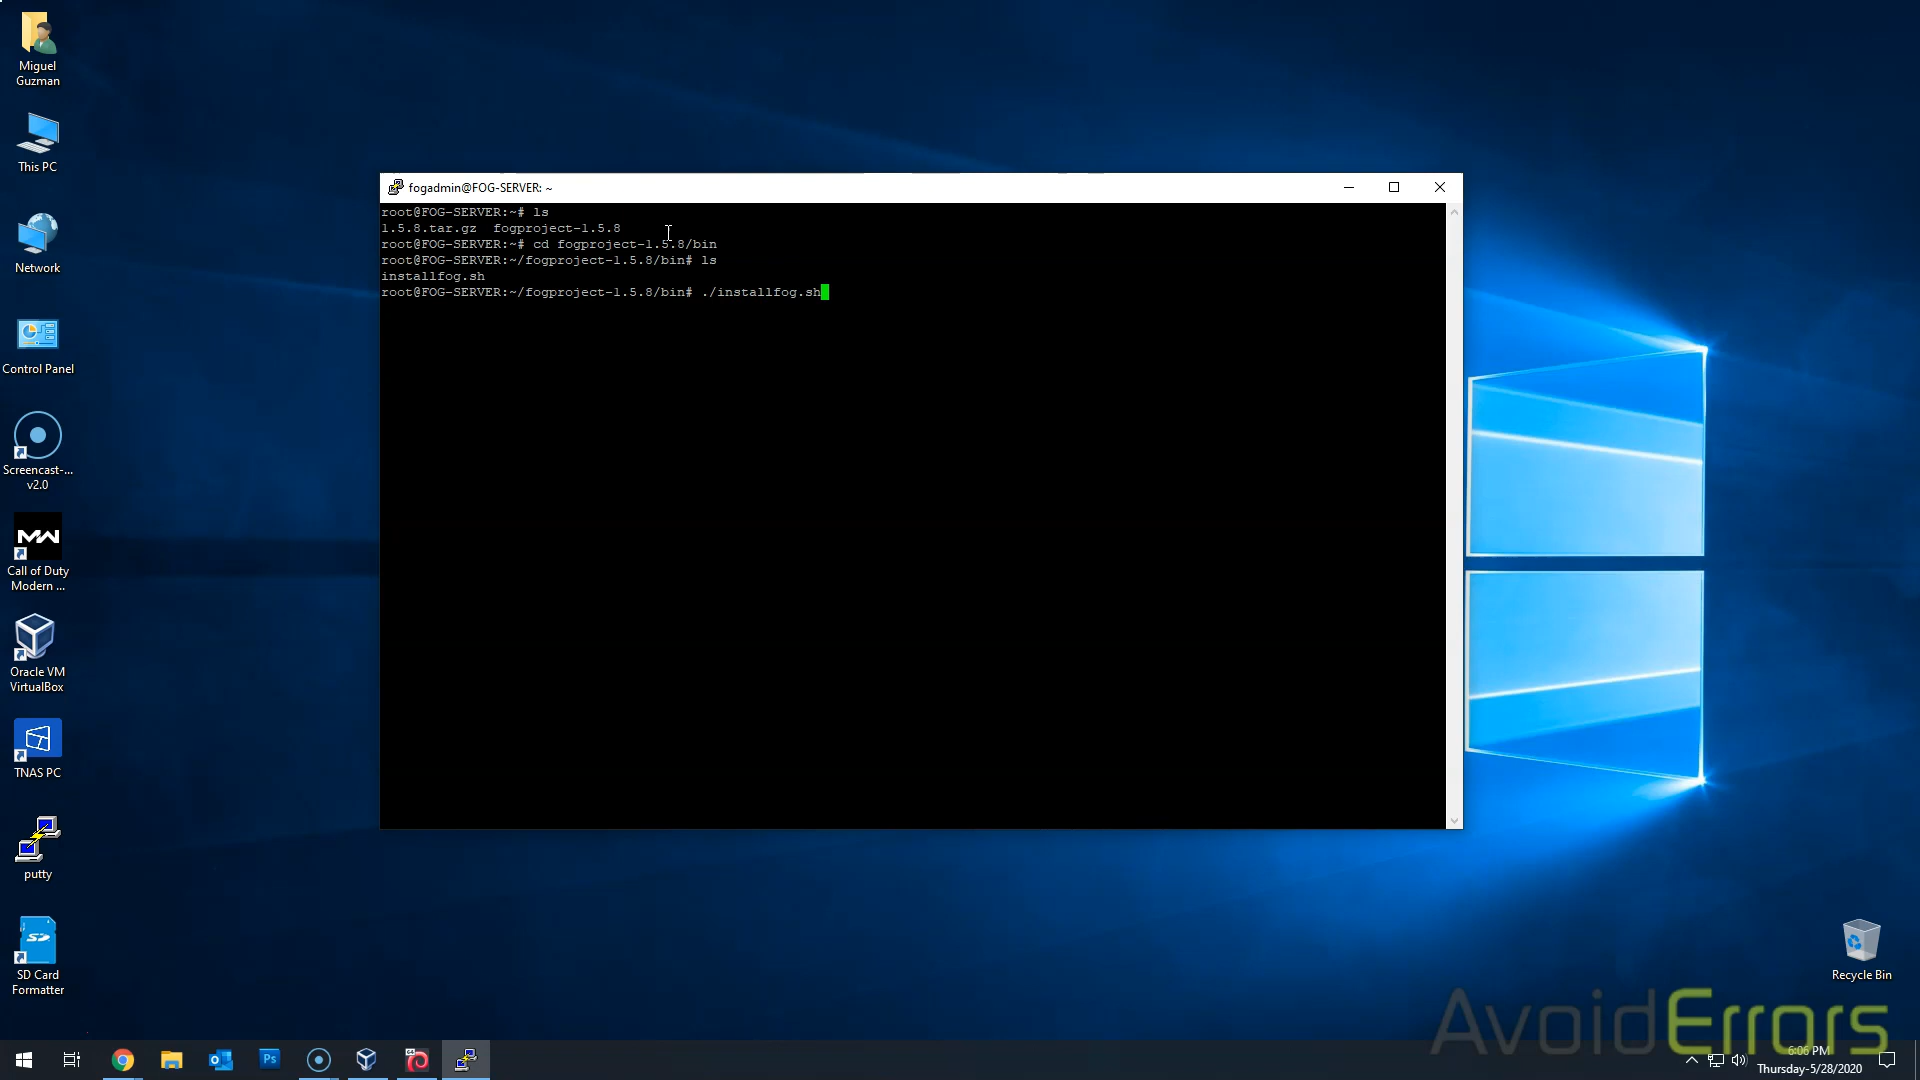 Miguel
Guzman
This PC
Network
Control Panel
Screencast-...
v2.0
MW
Call of Duty
Modern ...
Oracle VM
VirtualBox
TNAS PC
putty
SD
SD Card
Formatter
fogadmin@FOG-SERVER: ~
root@FOG-SERVER:~# ls
1.5.8.tar.gz  fogproject-1.5.8
root@FOG-SERVER:~# cd fogproject-1.5.8/bin
root@FOG-SERVER:~/fogproject-1.5.8/bin# ls
installfog.sh
root@FOG-SERVER:~/fogproject-1.5.8/bin# ./installfog.sh
Recycle Bin
AvoidErrors
Ps
6:06 PM
Thursday-5/28/2020